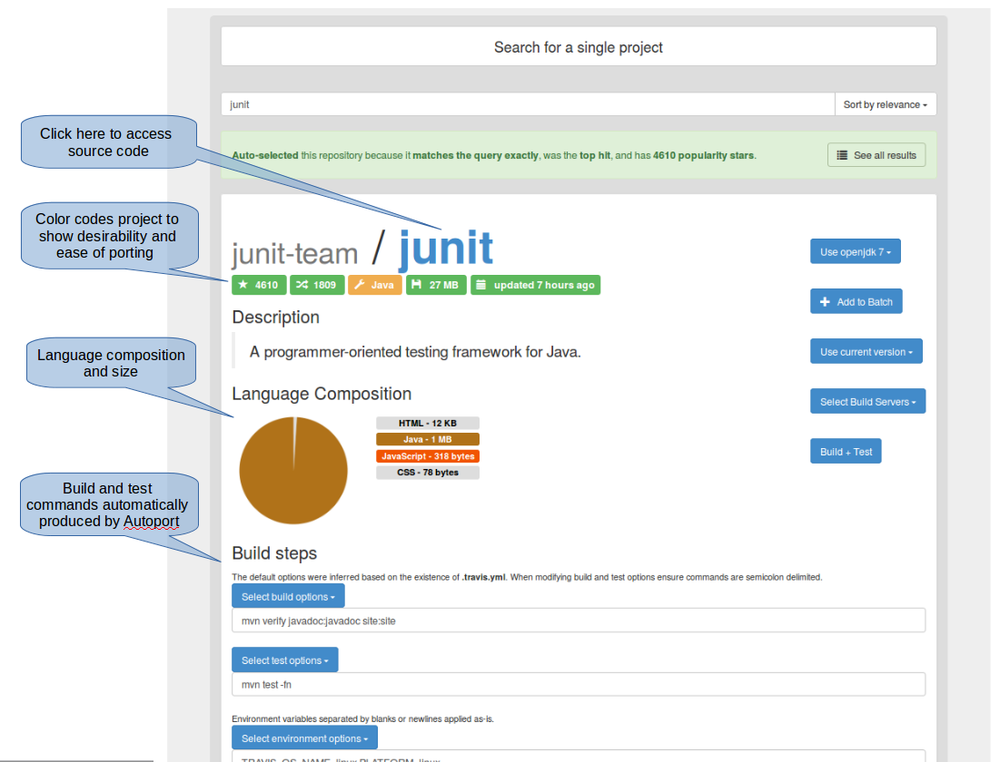 Search for a single project
junit
Sort by relevance
Click here to access
source code
Auto-selected this repository because it matches the query exactly, was the top hit, and has 4610 popularity stars.
See all results
Color codes project to
show desirability and
ease of porting
junit-team / junit
Use openjdk 7
4610
1809
Java
27 MB
updated 7 hours ago
Add to Batch
Description
A programmer-oriented testing framework for Java.
Use current version
Language composition
and size
Language Composition
Select Build Servers
HTML - 12 KB
Java - 1 MB
JavaScript - 318 bytes
CSS - 78 bytes
Build + Test
Build and test
commands automatically
produced by Autoport
Build steps
The default options were inferred based on the existence of .travis.yml. When modifying build and test options ensure commands are semicolon delimited.
Select build options
mvn verify javadoc:javadoc site:site
Select test options
mvn test -fn
Environment variables separated by blanks or newlines applied as-is.
Select environment options
TRAVIS_OS_NAME=linux PLATFORM=linux